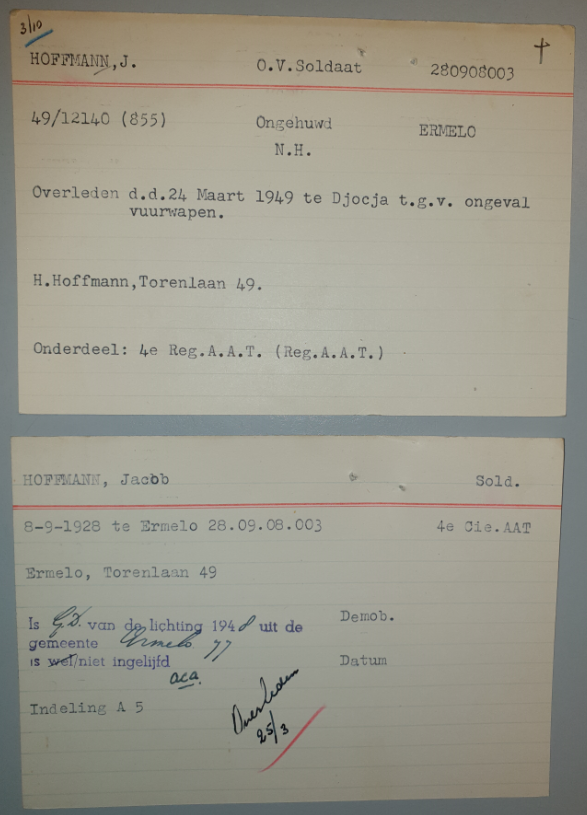 3/10
HOFFMANN, J. O.V.Soldaat 280908003 †
49/12140 (855) Ongehuwd ERMELO
N.H.
Overleden d.d.24 Maart 1949 te Djocja t.g.v. ongeval
vuurwapen.
H.Hoffmann,Torenlaan 49.
Onderdeel: 4e Reg.A.A.T. (Reg.A.A.T.)
HOFFMANN, Jacob Sold.
8-9-1928 te Ermelo 28.09.08.003 4e Cie.AAT
Ermelo, Torenlaan 49
Is G.D. van de lichting 1948 uit de Demob.
gemeente Ermelo 77
is wel/niet ingelijfd Datum
aca.
Indeling A 5
Overleden
25/3